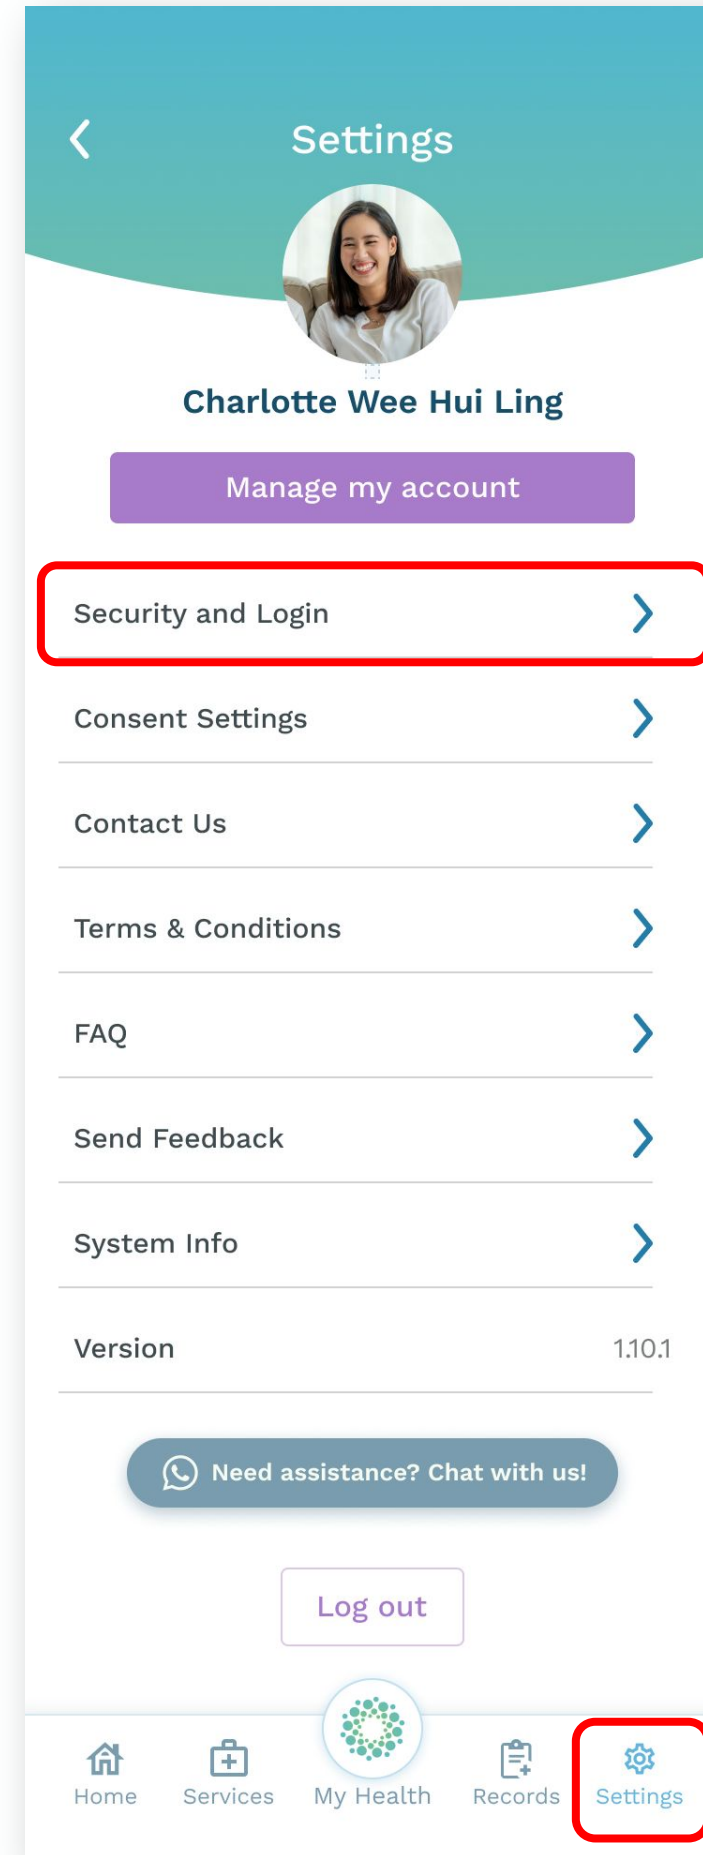 Settings
Charlotte Wee Hui Ling
Manage my account
Security and Login
Consent Settings
Contact Us
Terms & Conditions
FAQ
Send Feedback
System Info
Version 1.10.1
Need assistance? Chat with us!
Log out
Home Services My Health Records Settings